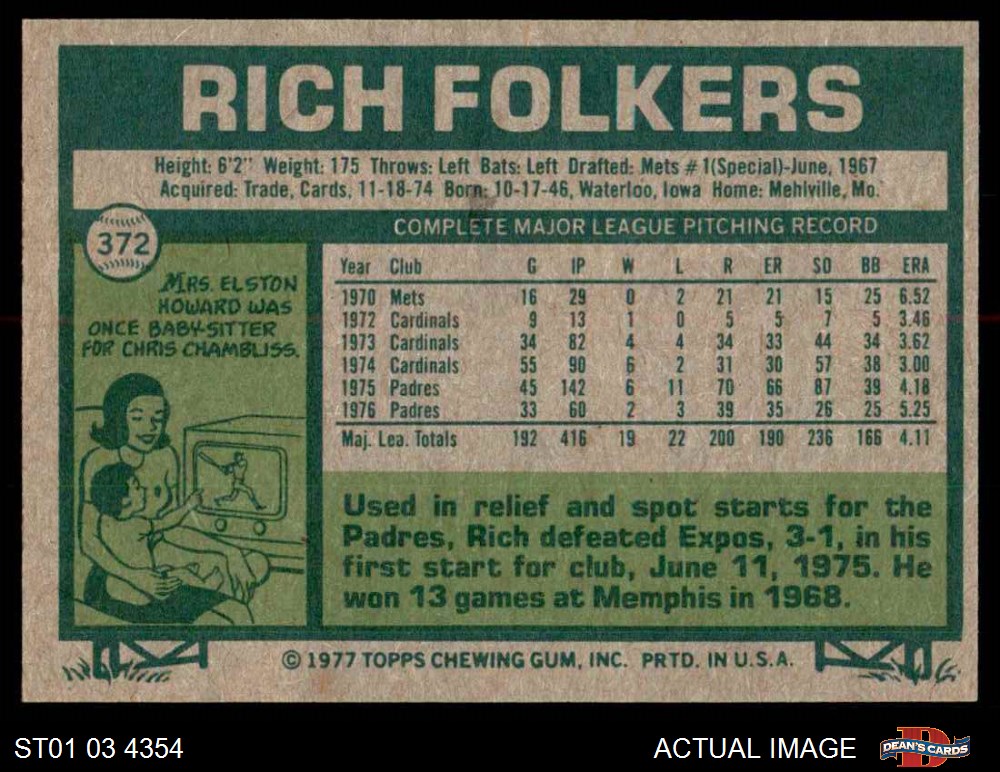 RICH FOLKERS
Height: 6'2" Weight: 175 Throws: Left Bats: Left Drafted: Mets #1(Special)-June, 1967
Acquired: Trade, Cards, 11-18-74 Born: 10-17-46, Waterloo, Iowa Home: Mehlville, Mo.
372
MRS. ELSTON
HOWARD WAS
ONCE BABY-SITTER
FOR CHRIS CHAMBLISS.
COMPLETE MAJOR LEAGUE PITCHING RECORD
Year Club G IP W L R ER SO BB ERA
1970 Mets 16 29 0 2 21 21 15 25 6.52
1972 Cardinals 9 13 1 0 5 5 7 5 3.46
1973 Cardinals 34 82 4 4 34 33 44 34 3.62
1974 Cardinals 55 90 6 2 31 30 57 38 3.00
1975 Padres 45 142 6 11 70 66 87 39 4.18
1976 Padres 33 60 2 3 39 35 26 25 5.25
Maj. Lea. Totals 192 416 19 22 200 190 236 166 4.11
Used in relief and spot starts for the
Padres, Rich defeated Expos, 3-1, in his
first start for club, June 11, 1975. He
won 13 games at Memphis in 1968.
© 1977 TOPPS CHEWING GUM, INC. PRTD. IN U.S.A.
ST01 03 4354
ACTUAL IMAGE
D
DEAN'S CARDS